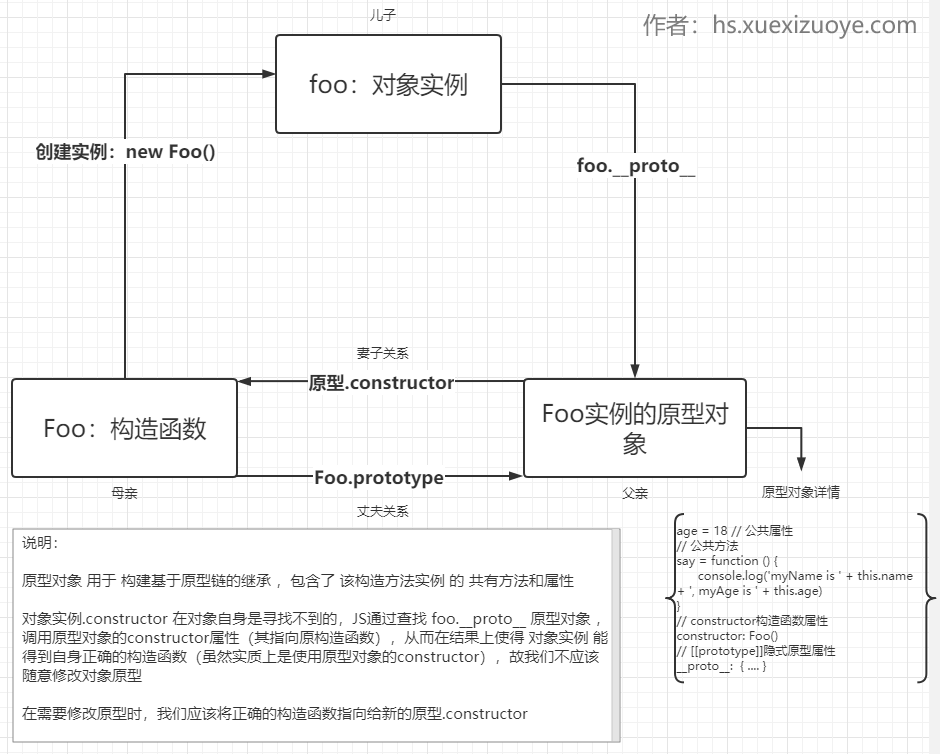 儿子
作者：hs.xuexizuoye.com
foo：对象实例
创建实例：new Foo()
foo.__proto__
妻子关系
原型.constructor
Foo：构造函数
Foo实例的原型对
象
Foo.prototype
母亲
父亲
原型对象详情
丈夫关系
说明：
原型对象 用于 构建基于原型链的继承 ，包含了 该构造方法实例 的 共有方法和属性
对象实例.constructor 在对象自身是寻找不到的，JS通过查找 foo.__proto__ 原型对象，
调用原型对象的constructor属性（其指向原构造函数），从而在结果上使得 对象实例 能
得到自身正确的构造函数（虽然实质上是使用原型对象的constructor），故我们不应该
随意修改对象原型
在需要修改原型时，我们应该将正确的构造函数指向给新的原型.constructor
age = 18 // 公共属性
// 公共方法
say = function () {
console.log('myName is ' + this.name
+ ', myAge is ' + this.age)
}
// constructor构造函数属性
constructor: Foo()
// [[prototype]]隐式原型属性
__proto__:  { .... }